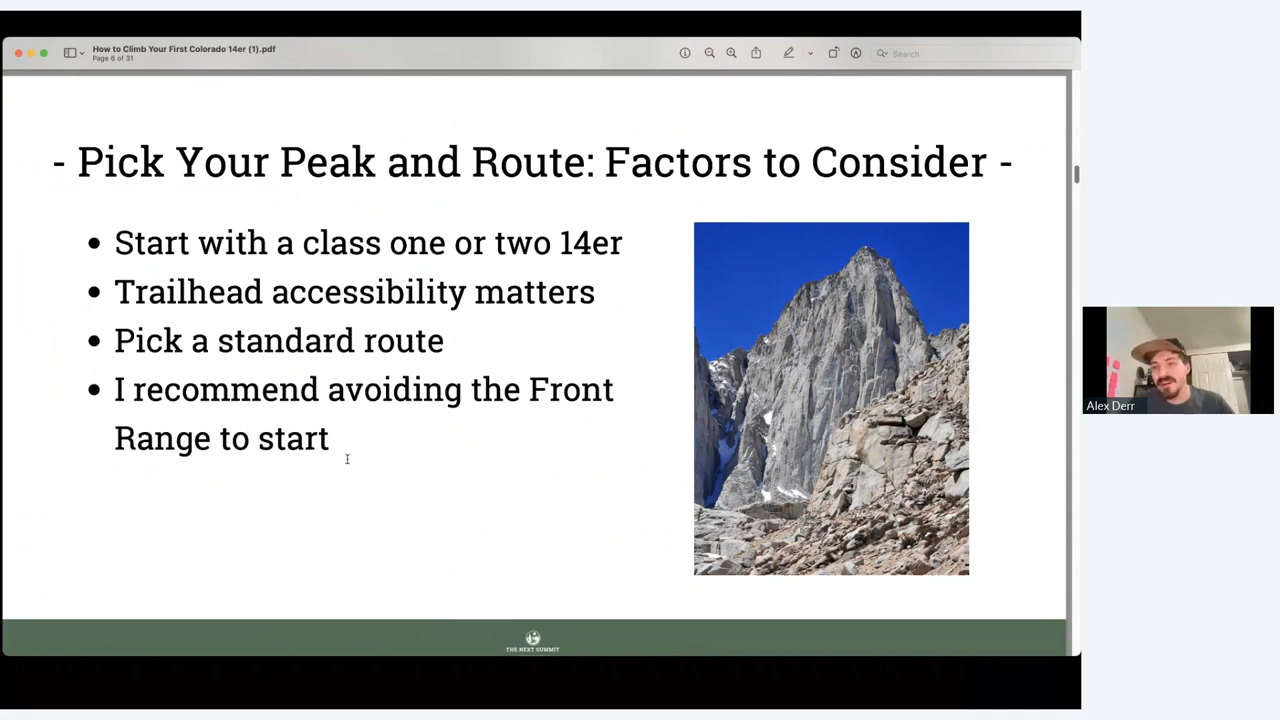 How to Climb Your First Colorado 14er (1).pdf
Page 6 of 31
Search
- Pick Your Peak and Route: Factors to Consider -
• Start with a class one or two 14er
• Trailhead accessibility matters
• Pick a standard route
• I recommend avoiding the Front
Range to start
Alex Derr
THE NEXT SUMMIT